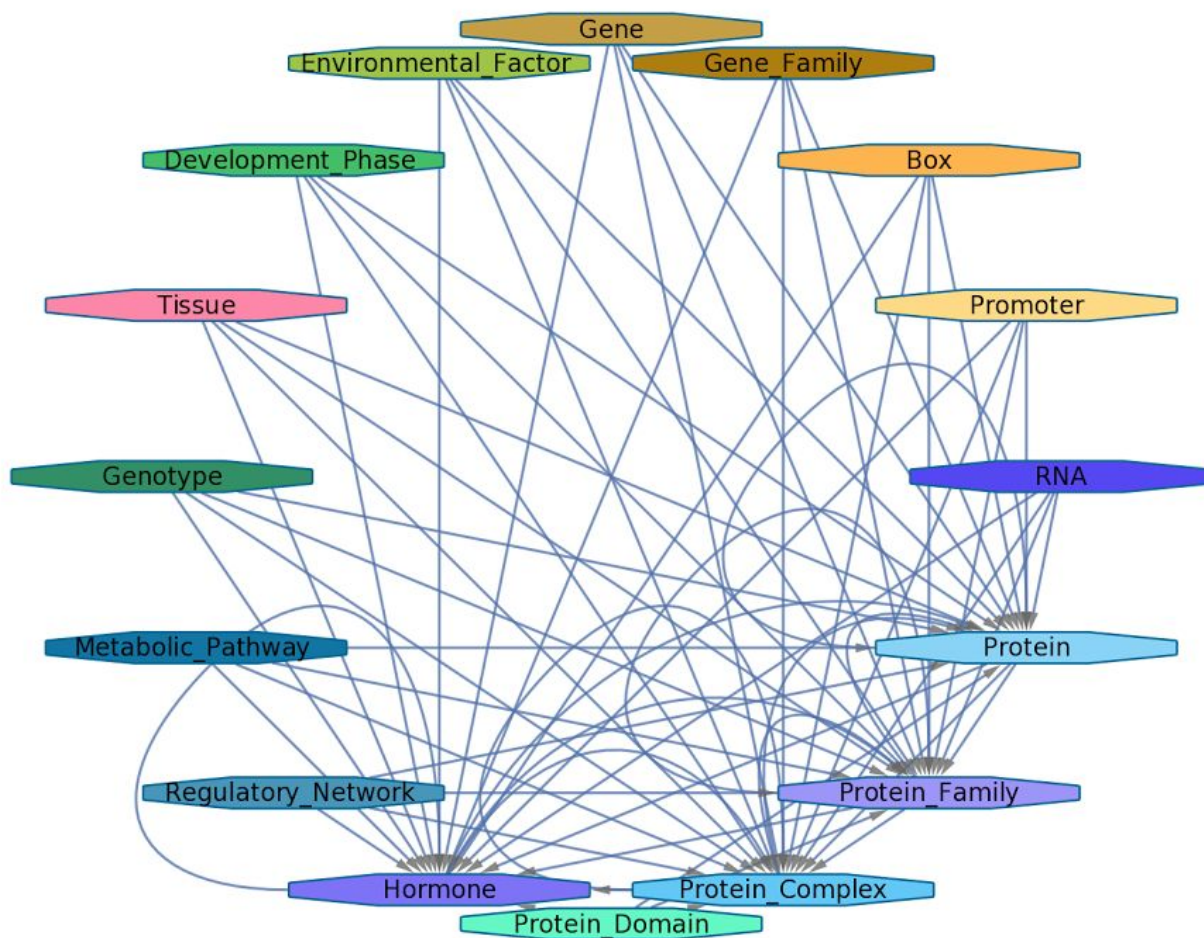 Gene
Environmental_Factor
Gene_Family
Development_Phase
Box
Tissue
Promoter
Genotype
RNA
Metabolic_Pathway
Protein
Regulatory_Network
Protein_Family
Hormone
Protein_Complex
Protein_Domain